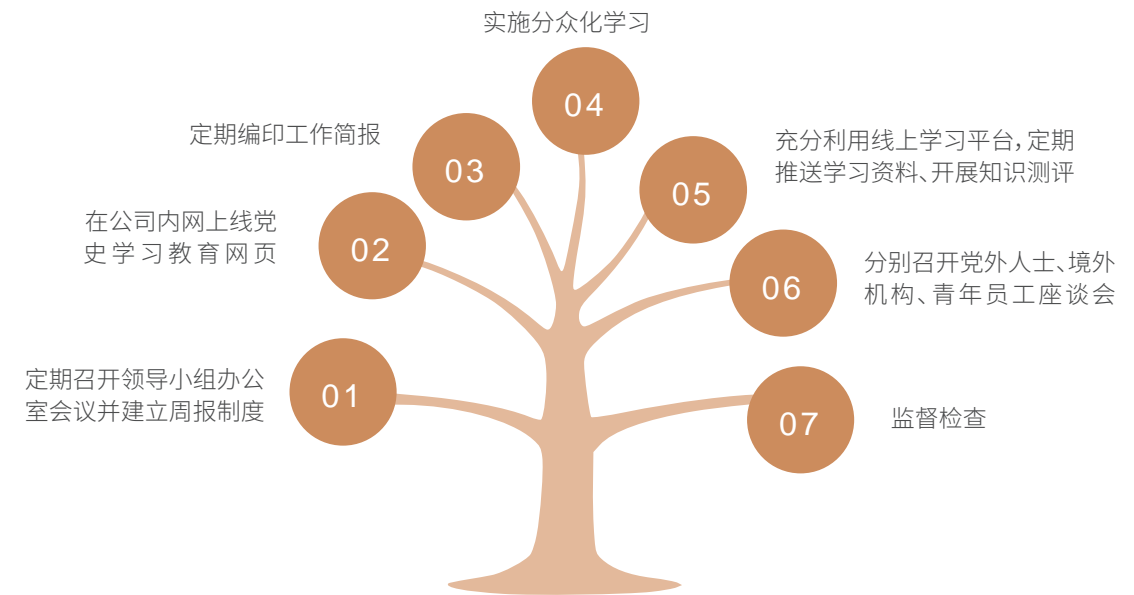 01
定期召开领导小组办公
室会议并建立周报制度
02
在公司内网上线党
史学习教育网页
03
定期编印工作简报
04
实施分众化学习
05
充分利用线上学习平台,定期
推送学习资料、开展知识测评
06
分别召开党外人士、境外
机构、青年员工座谈会
07
监督检查